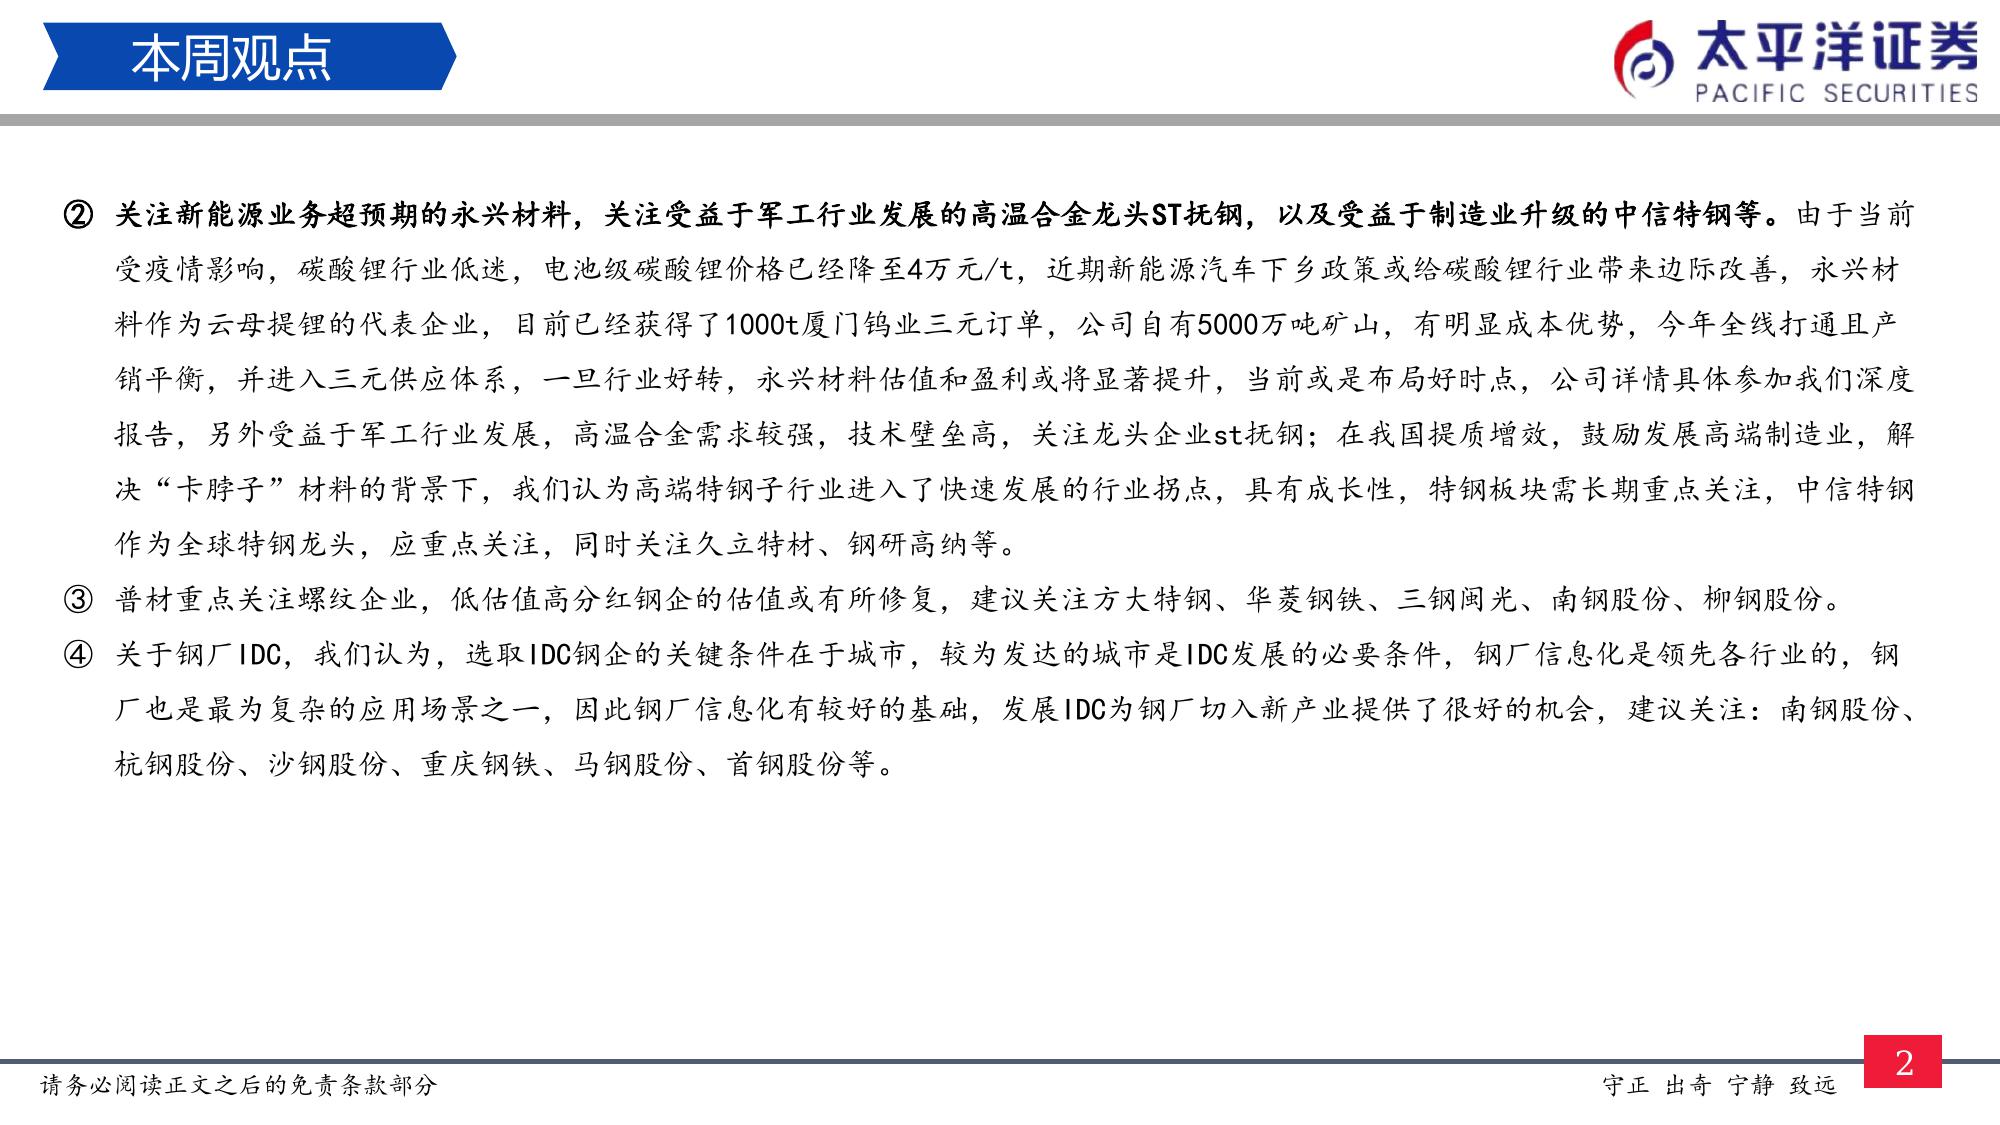 本周观点
太平洋证券
PACIFIC SECURITIES
② 关注新能源业务超预期的永兴材料，关注受益于军工行业发展的高温合金龙头ST抚钢，以及受益于制造业升级的中信特钢等。由于当前
受疫情影响，碳酸锂行业低迷，电池级碳酸锂价格已经降至4万元/t，近期新能源汽车下乡政策或给碳酸锂行业带来边际改善，永兴材
料作为云母提锂的代表企业，目前已经获得了1000t厦门钨业三元订单，公司自有5000万吨矿山，有明显成本优势，今年全线打通且产
销平衡，并进入三元供应体系，一旦行业好转，永兴材料估值和盈利或将显著提升，当前或是布局好时点，公司详情具体参加我们深度
报告，另外受益于军工行业发展，高温合金需求较强，技术壁垒高，关注龙头企业st抚钢；在我国提质增效，鼓励发展高端制造业，解
决“卡脖子”材料的背景下，我们认为高端特钢子行业进入了快速发展的行业拐点，具有成长性，特钢板块需长期重点关注，中信特钢
作为全球特钢龙头，应重点关注，同时关注久立特材、钢研高纳等。
③ 普材重点关注螺纹企业，低估值高分红钢企的估值或有所修复，建议关注方大特钢、华菱钢铁、三钢闽光、南钢股份、柳钢股份。
④ 关于钢厂IDC，我们认为，选取IDC钢企的关键条件在于城市，较为发达的城市是IDC发展的必要条件，钢厂信息化是领先各行业的，钢
厂也是最为复杂的应用场景之一，因此钢厂信息化有较好的基础，发展IDC为钢厂切入新产业提供了很好的机会，建议关注：南钢股份、
杭钢股份、沙钢股份、重庆钢铁、马钢股份、首钢股份等。
请务必阅读正文之后的免责条款部分
守正 出奇 宁静 致远
2